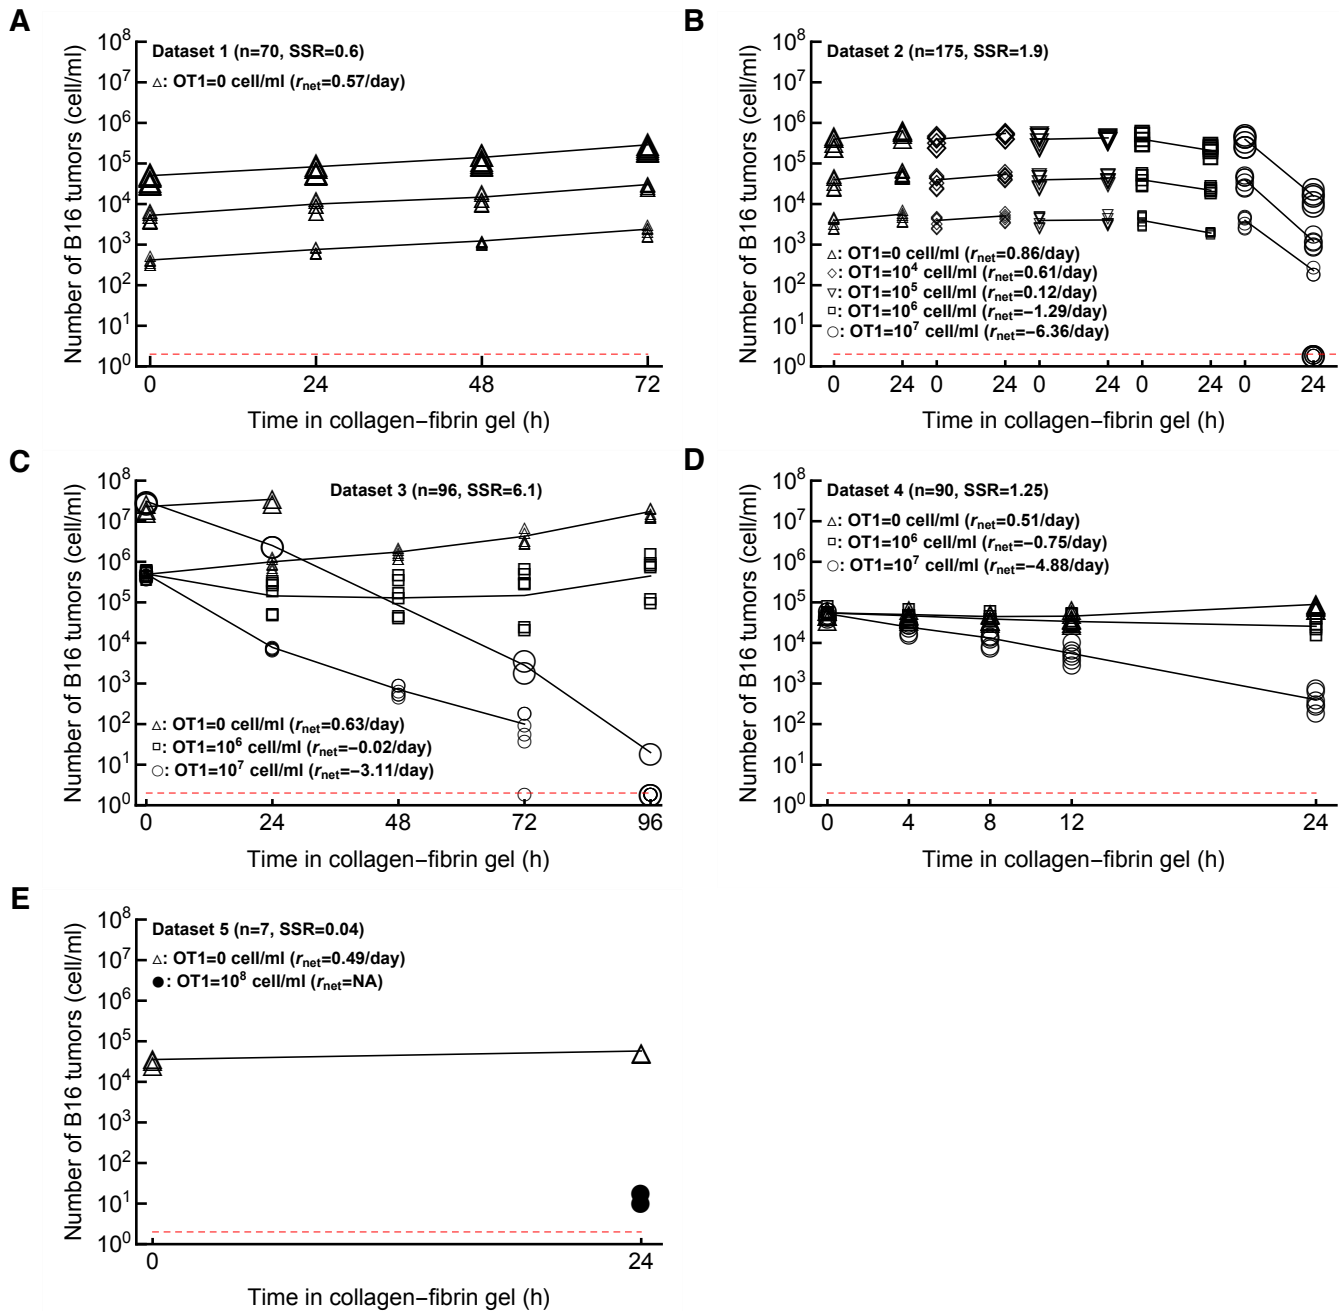 A
Dataset 1 (n=70, SSR=0.6)
△: OT1=0 cell/ml (rnet=0.57/day)
Number of B16 tumors (cell/ml)
10⁸
10⁷
10⁶
10⁵
10⁴
10³
10²
10¹
10⁰
0 24 48 72
Time in collagen−fibrin gel (h)
B
Dataset 2 (n=175, SSR=1.9)
Number of B16 tumors (cell/ml)
10⁸
10⁷
10⁶
10⁵
10⁴
10³
10²
10¹
10⁰
△: OT1=0 cell/ml (rnet=0.86/day)
◇: OT1=10⁴ cell/ml (rnet=0.61/day)
▽: OT1=10⁵ cell/ml (rnet=0.12/day)
□: OT1=10⁶ cell/ml (rnet=−1.29/day)
○: OT1=10⁷ cell/ml (rnet=−6.36/day)
0 24 0 24 0 24 0 24 0 24
Time in collagen−fibrin gel (h)
C
Dataset 3 (n=96, SSR=6.1)
Number of B16 tumors (cell/ml)
10⁸
10⁷
10⁶
10⁵
10⁴
10³
10²
10¹
10⁰
△: OT1=0 cell/ml (rnet=0.63/day)
□: OT1=10⁶ cell/ml (rnet=−0.02/day)
○: OT1=10⁷ cell/ml (rnet=−3.11/day)
0 24 48 72 96
Time in collagen−fibrin gel (h)
D
Dataset 4 (n=90, SSR=1.25)
△: OT1=0 cell/ml (rnet=0.51/day)
□: OT1=10⁶ cell/ml (rnet=−0.75/day)
○: OT1=10⁷ cell/ml (rnet=−4.88/day)
Number of B16 tumors (cell/ml)
10⁸
10⁷
10⁶
10⁵
10⁴
10³
10²
10¹
10⁰
0 4 8 12 24
Time in collagen−fibrin gel (h)
E
Dataset 5 (n=7, SSR=0.04)
△: OT1=0 cell/ml (rnet=0.49/day)
●: OT1=10⁸ cell/ml (rnet=NA)
Number of B16 tumors (cell/ml)
10⁸
10⁷
10⁶
10⁵
10⁴
10³
10²
10¹
10⁰
0 24
Time in collagen−fibrin gel (h)